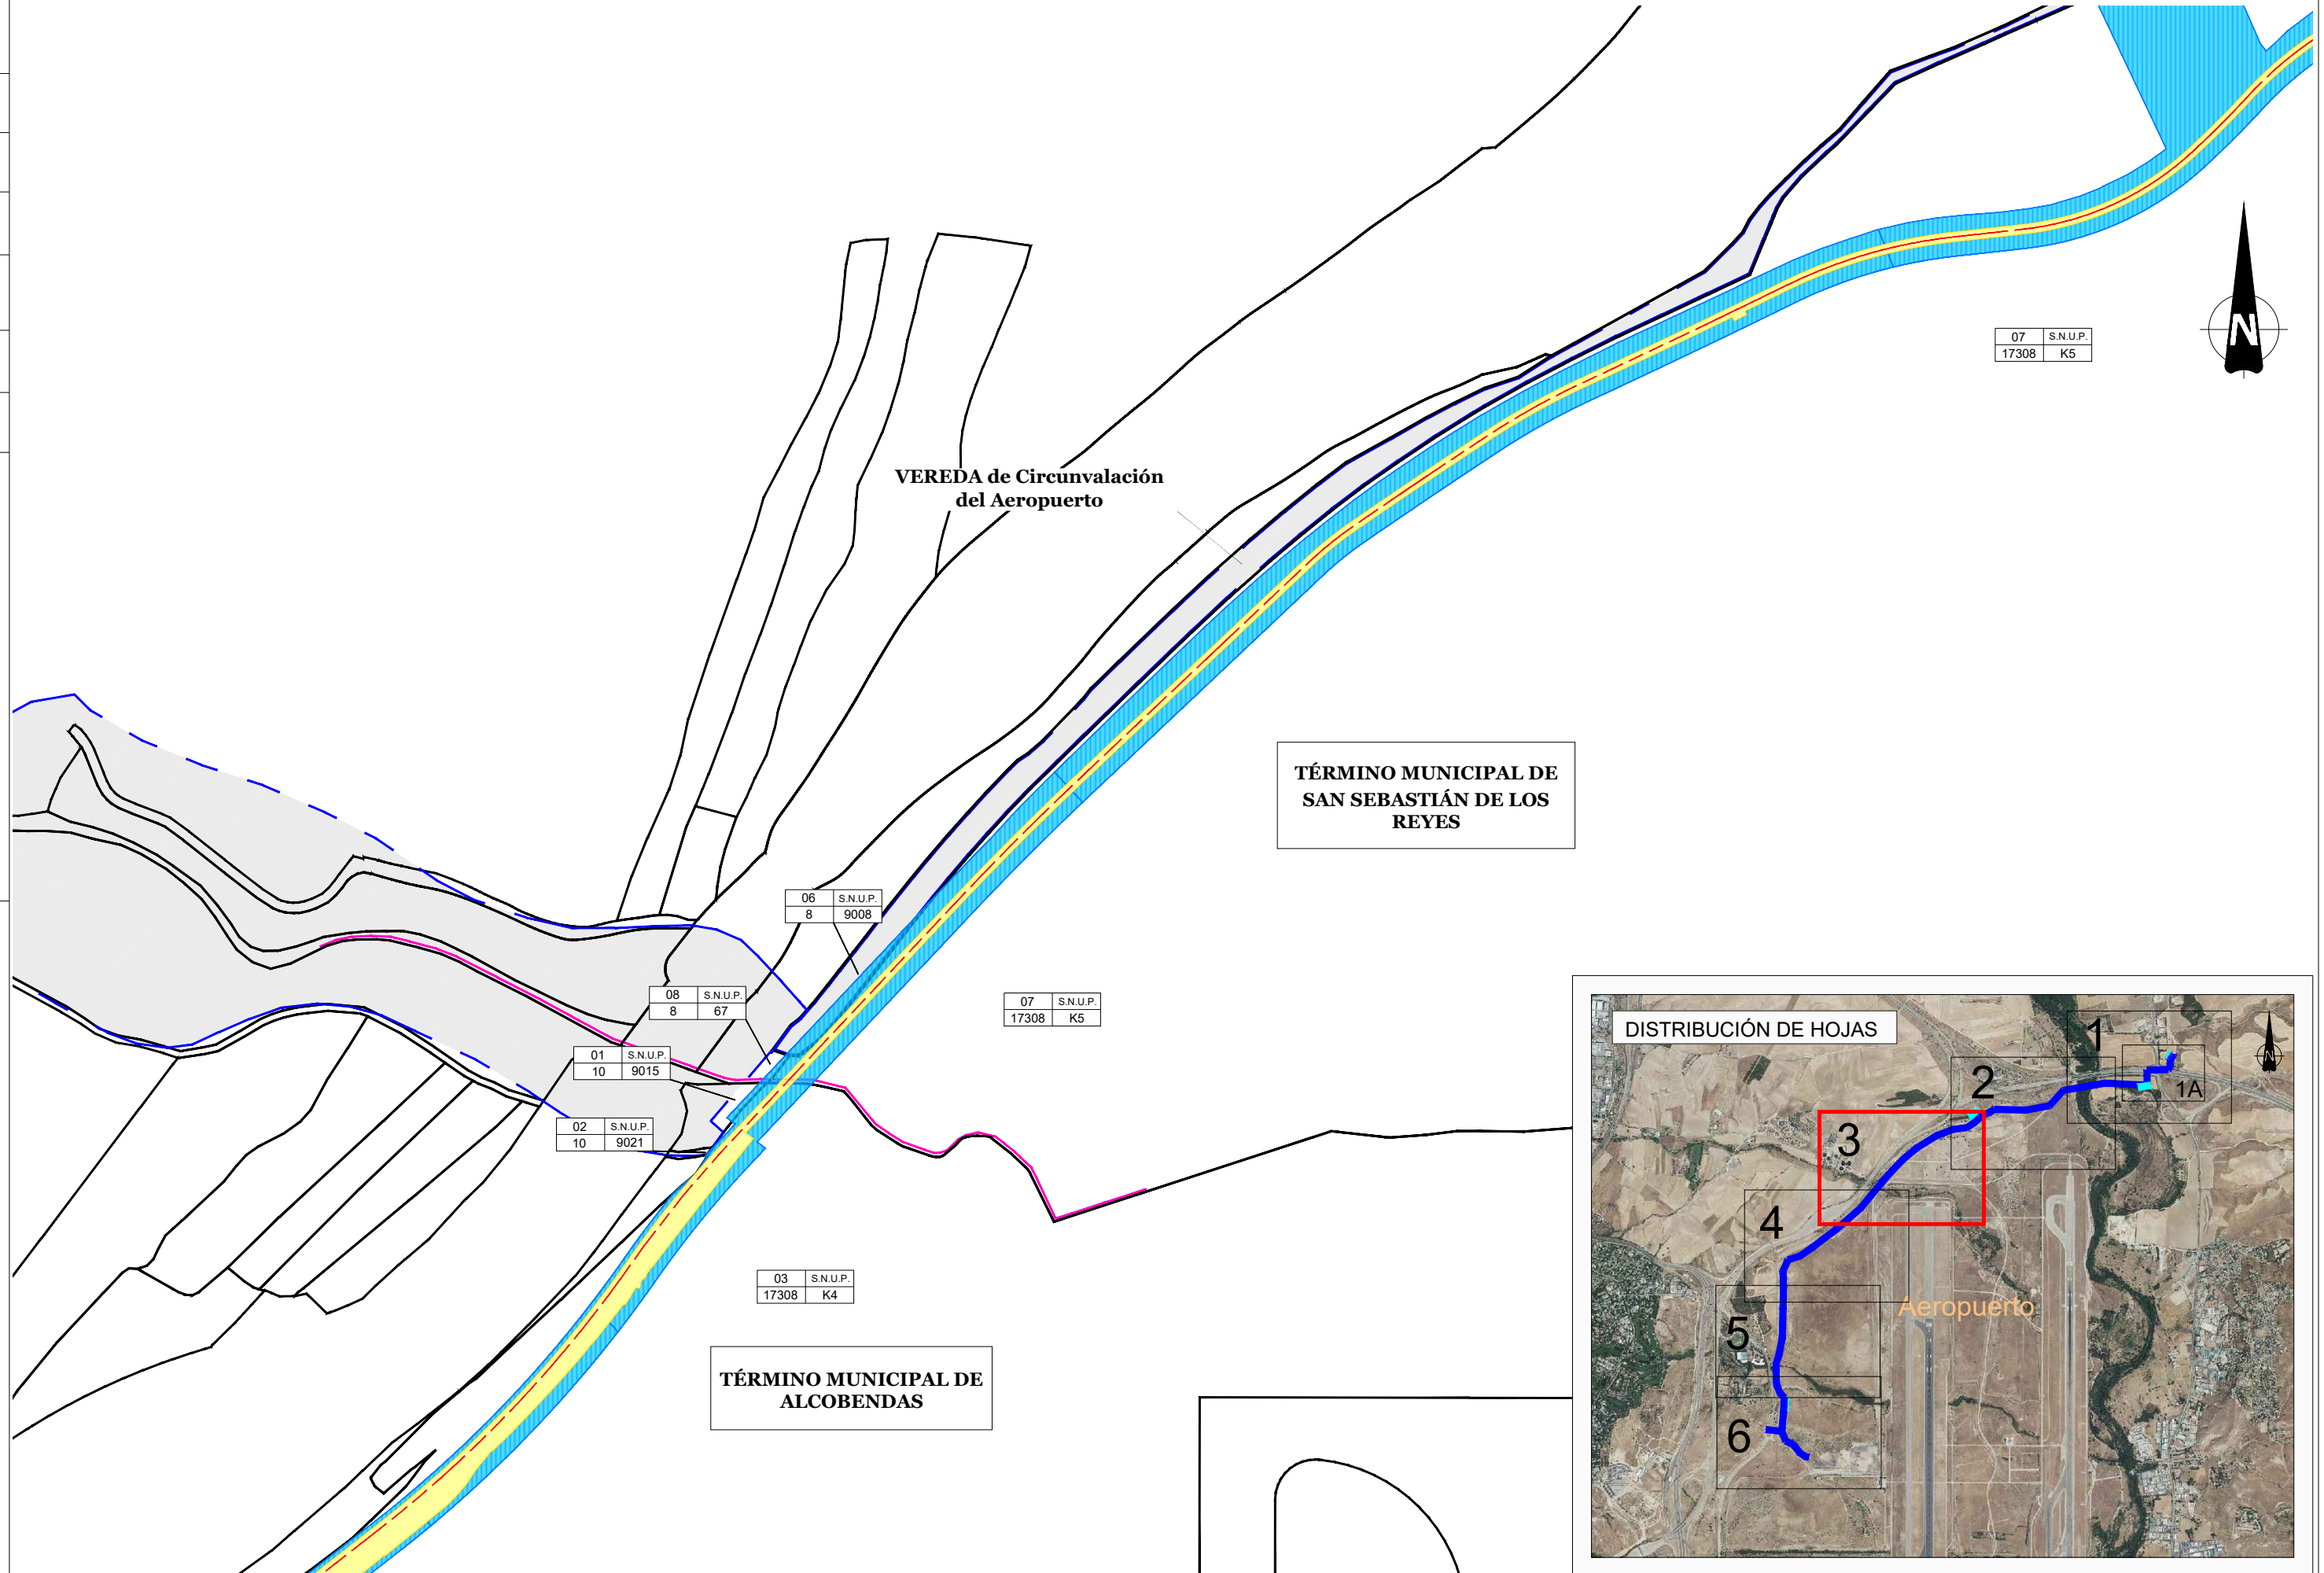 07 S.N.U.P.
17308 K5
N
VEREDA de Circunvalación
del Aeropuerto
TÉRMINO MUNICIPAL DE
SAN SEBASTIÁN DE LOS
REYES
06 S.N.U.P.
8 9008
08 S.N.U.P.
8 67
07 S.N.U.P.
17308 K5
01 S.N.U.P.
10 9015
02 S.N.U.P.
10 9021
03 S.N.U.P.
17308 K4
TÉRMINO MUNICIPAL DE
ALCOBENDAS
DISTRIBUCIÓN DE HOJAS
1
N
2
1A
3
4
Aeropuerto
5
6